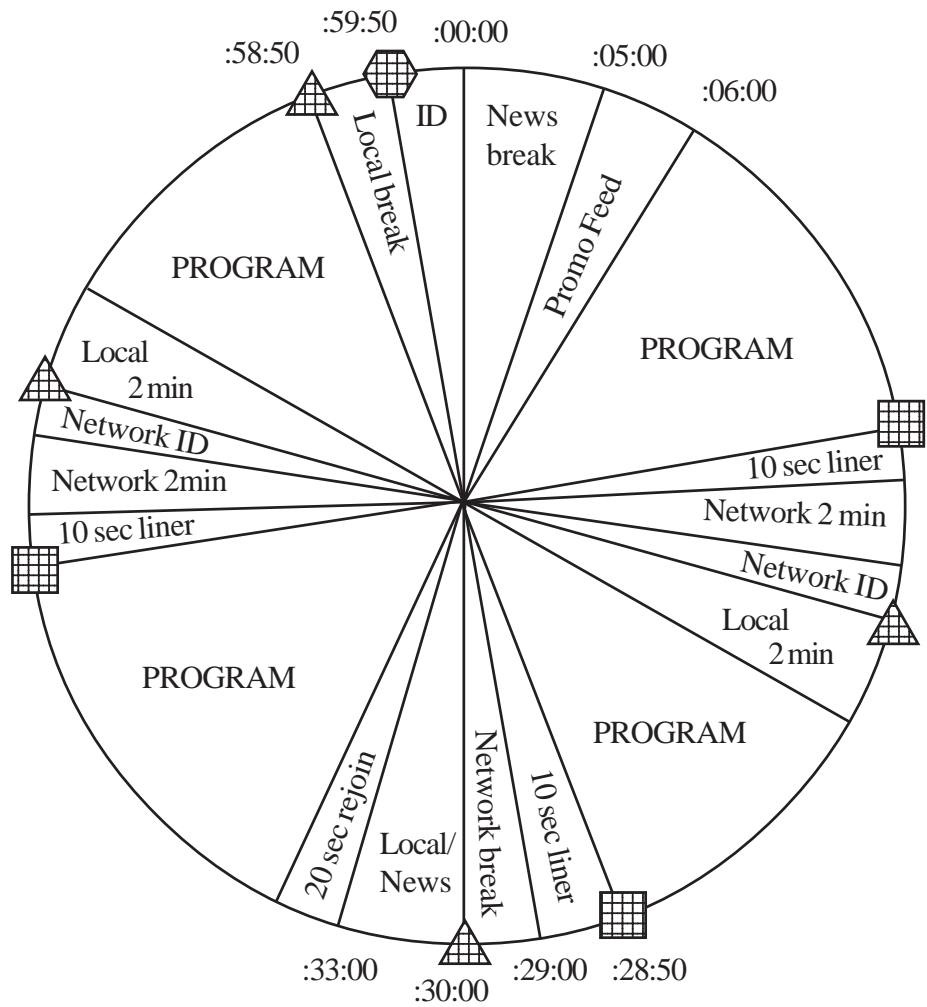 :59:50
:00:00
:58:50
:05:00
:06:00
ID
News
break
Local break
Promo Feed
PROGRAM
PROGRAM
Local
2 min
Network ID
Network 2min
10 sec liner
10 sec liner
Network 2 min
Network ID
Local
2 min
PROGRAM
PROGRAM
20 sec rejoin
Local/
News
Network break
10 sec liner
:33:00
:30:00
:29:00
:28:50